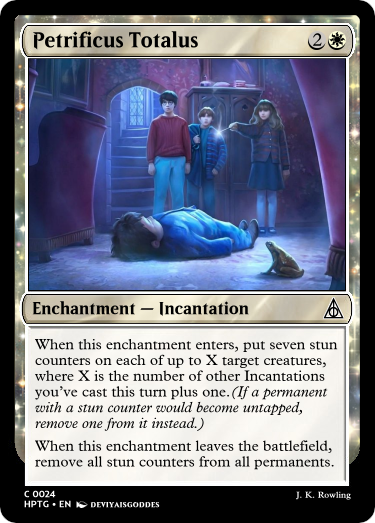 Petrificus Totalus 2
Enchantment — Incantation
When this enchantment enters, put seven stun
counters on each of up to X target creatures,
where X is the number of other Incantations
you've cast this turn plus one.(If a permanent
with a stun counter would become untapped,
remove one from it instead.)
When this enchantment leaves the battlefield,
remove all stun counters from all permanents.
C 0024
HPTG • EN DEVIYAISGODDES
J. K. Rowling